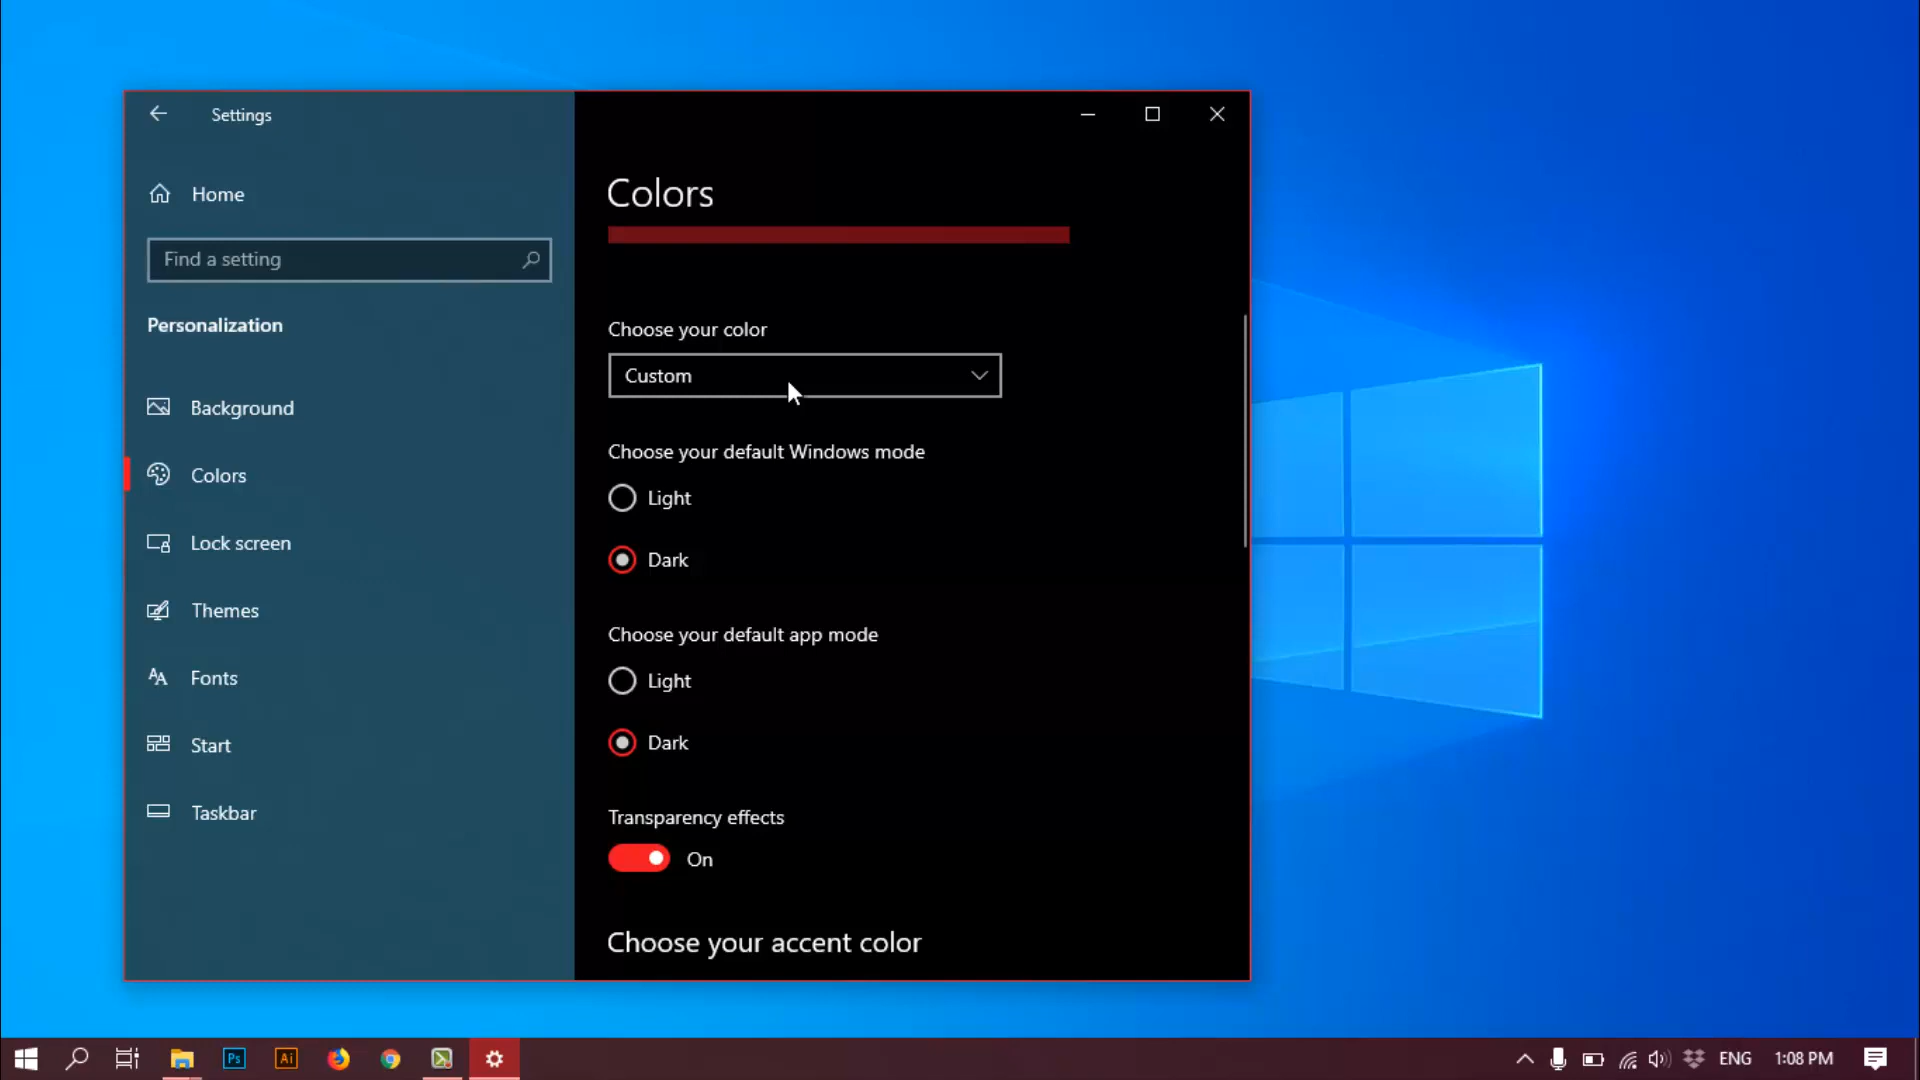 Settings
Home
Find a setting
Personalization
Background
Colors
Lock screen
Themes
Fonts
Start
Taskbar
Colors
Choose your color
Custom
Choose your default Windows mode
Light
Dark
Choose your default app mode
Light
Dark
Transparency effects
On
Choose your accent color
Ps
Ai
ENG
1:08 PM